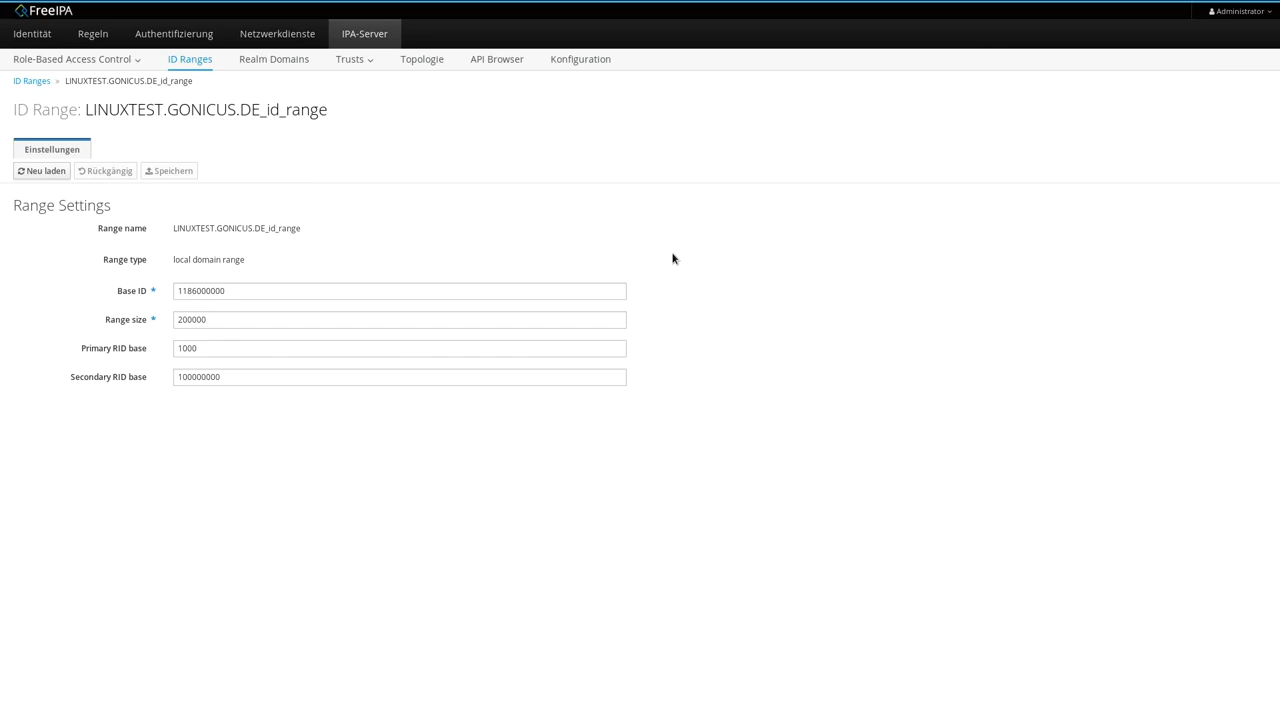 FreeIPA
Administrator
Identität Regeln Authentifizierung Netzwerkdienste IPA-Server
Role-Based Access Control ID Ranges Realm Domains Trusts Topologie API Browser Konfiguration
ID Ranges » LINUXTEST.GONICUS.DE_id_range
ID Range: LINUXTEST.GONICUS.DE_id_range
Einstellungen
Neu laden Rückgängig Speichern
Range Settings
Range name LINUXTEST.GONICUS.DE_id_range
Range type local domain range
Base ID * 1186000000
Range size * 200000
Primary RID base 1000
Secondary RID base 100000000